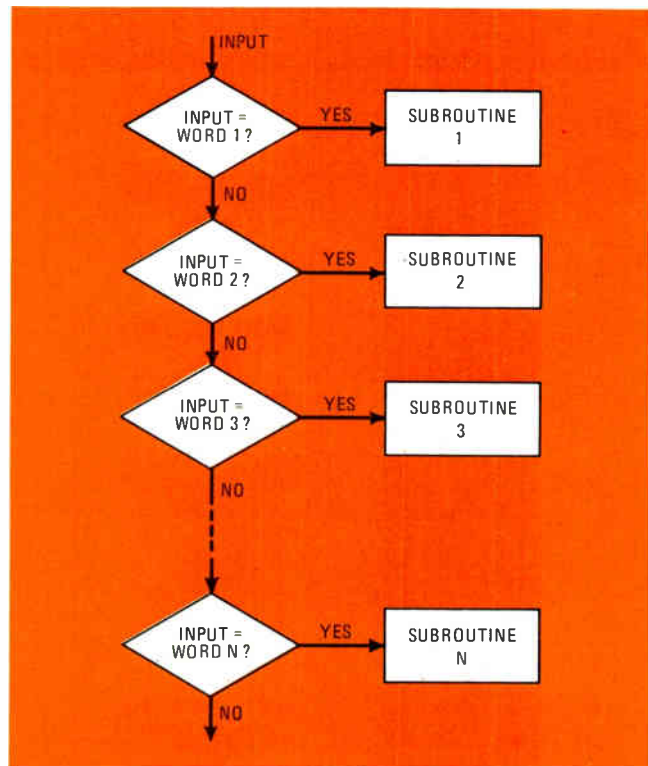 INPUT
INPUT =
WORD 1?
YES
SUBROUTINE
1
NO
INPUT =
WORD 2?
YES
SUBROUTINE
2
NO
INPUT =
WORD 3?
YES
SUBROUTINE
3
NO
INPUT =
WORD N?
YES
SUBROUTINE
N
NO